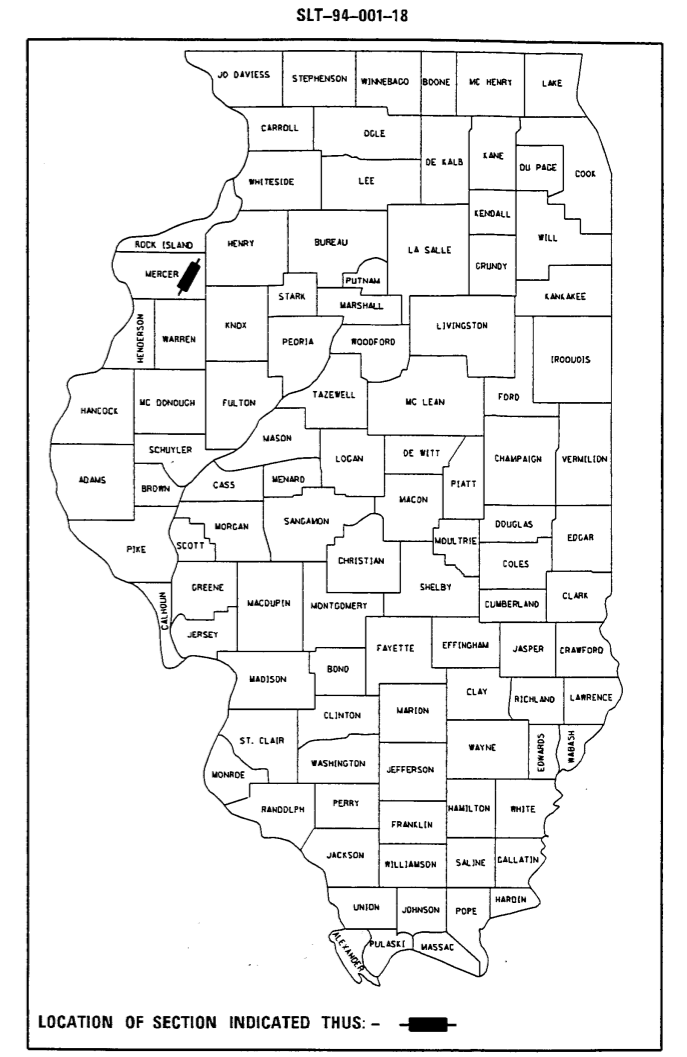 SLT-94-001-18
JO DAVIESS
STEPHENSON
WINNEBAGO
BOONE
MC HENRY
LAKE
CARROLL
OGLE
DE KALB
KANE
DU PAGE
COOK
WHITESIDE
LEE
KENDALL
WILL
ROCK ISLAND
HENRY
BUREAU
LA SALLE
GRUNDY
MERCER
PUTNAM
KANKAKEE
STARK
MARSHALL
HENDERSON
WARREN
KNOX
PEORIA
WOODFORD
LIVINGSTON
IROQUOIS
HANCOCK
MC DONOUGH
FULTON
TAZEWELL
MC LEAN
FORD
MASON
SCHUYLER
LOGAN
DE WITT
CHAMPAIGN
VERMILION
ADAMS
BROWN
CASS
MENARD
PIATT
MACON
MORGAN
SANGAMON
DOUGLAS
EDGAR
PIKE
SCOTT
CHRISTIAN
MOULTRIE
COLES
GREENE
SHELBY
CALHOUN
MACOUPIN
MONTGOMERY
CUMBERLAND
CLARK
JERSEY
FAYETTE
EFFINGHAM
JASPER
CRAWFORD
MADISON
BOND
CLAY
RICHLAND
LAWRENCE
CLINTON
MARION
ST. CLAIR
WAYNE
EDWARDS
WABASH
MONROE
WASHINGTON
JEFFERSON
RANDOLPH
PERRY
HAMILTON
WHITE
FRANKLIN
JACKSON
WILLIAMSON
SALINE
GALLATIN
UNION
JOHNSON
POPE
HARDIN
ALEXANDER
PULASKI
MASSAC
LOCATION OF SECTION INDICATED THUS: -